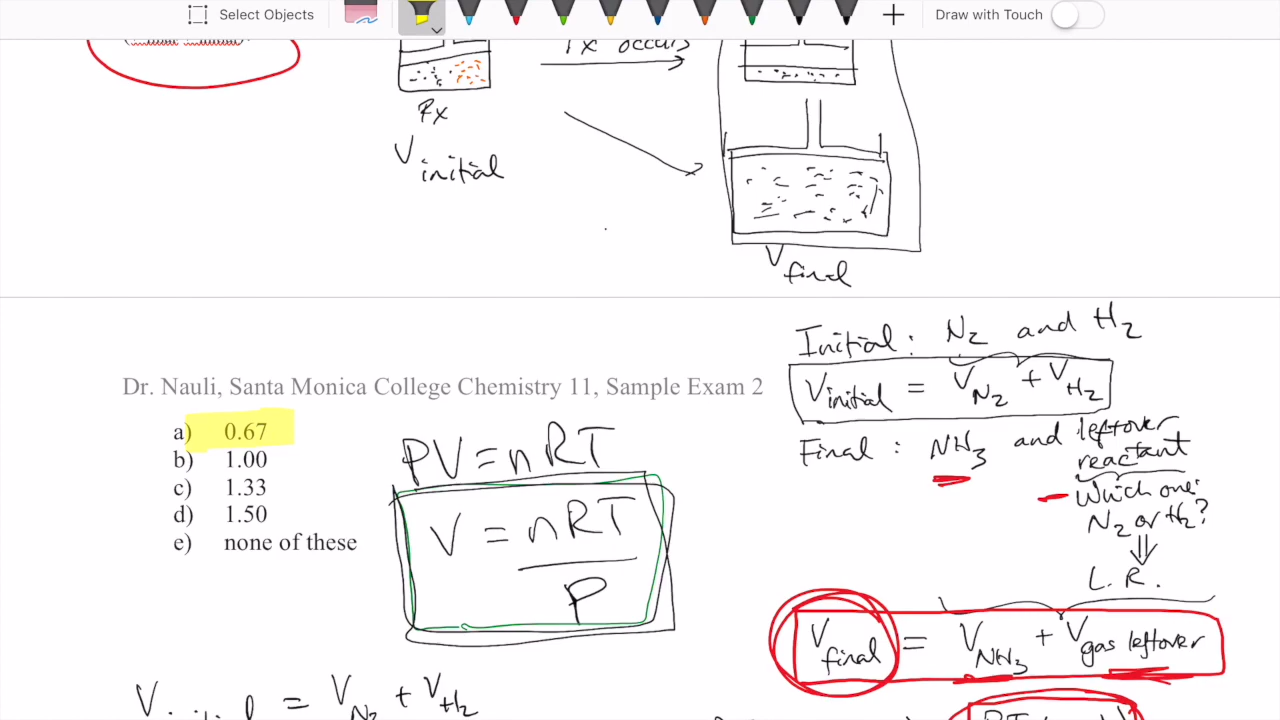 Select Objects
Draw with Touch
rx occurs
Rx
V initial
V final
Initial: N2 and H2
Dr. Nauli, Santa Monica College Chemistry 11, Sample Exam 2
V initial = V N2 + V H2
a) 0.67
b) 1.00
c) 1.33
d) 1.50
e) none of these
PV = nRT
V = nRT
P
Final: NH3 and leftover
reactant
Which one?
N2 or H2?
L.R.
V final = V NH3 + V gas leftover
V initial = V N2 + V H2